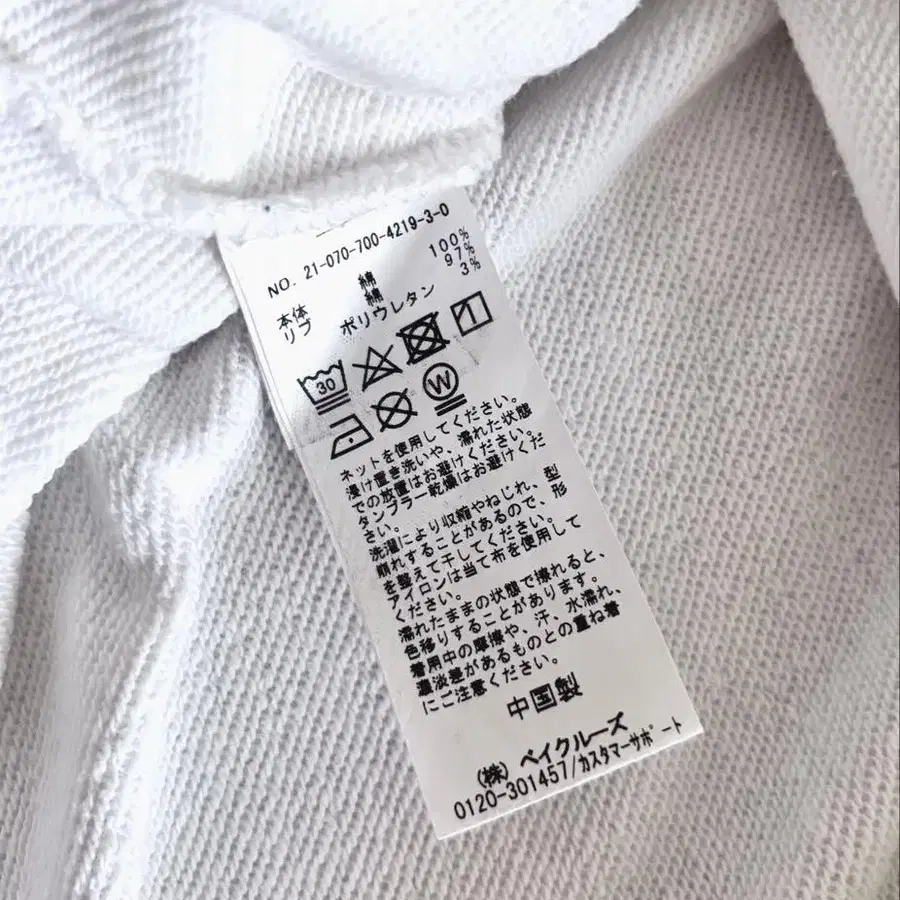 NO. 21-070-700-4219-3-0
本体 綿 100%
リブ 綿 97%
ポリウレタン 3%
30
W
ネットを使用してください。
浸け置き洗いや、濡れた状態
での放置はお避けください。
タンブラー乾燥はお避けくだ
さい。
洗濯により収縮やねじれ、型
崩れすることがあるので、形
を整えて干してください。
アイロンは当て布を使用して
ください。
濡れたままの状態で擦れると、
色移りすることがあります。
着用中の摩擦や、汗、水濡れ、
濃淡差があるものとの重ね着
にご注意ください。
中国製
(株) ベイクルーズ
0120-301457/カスタマーサポート